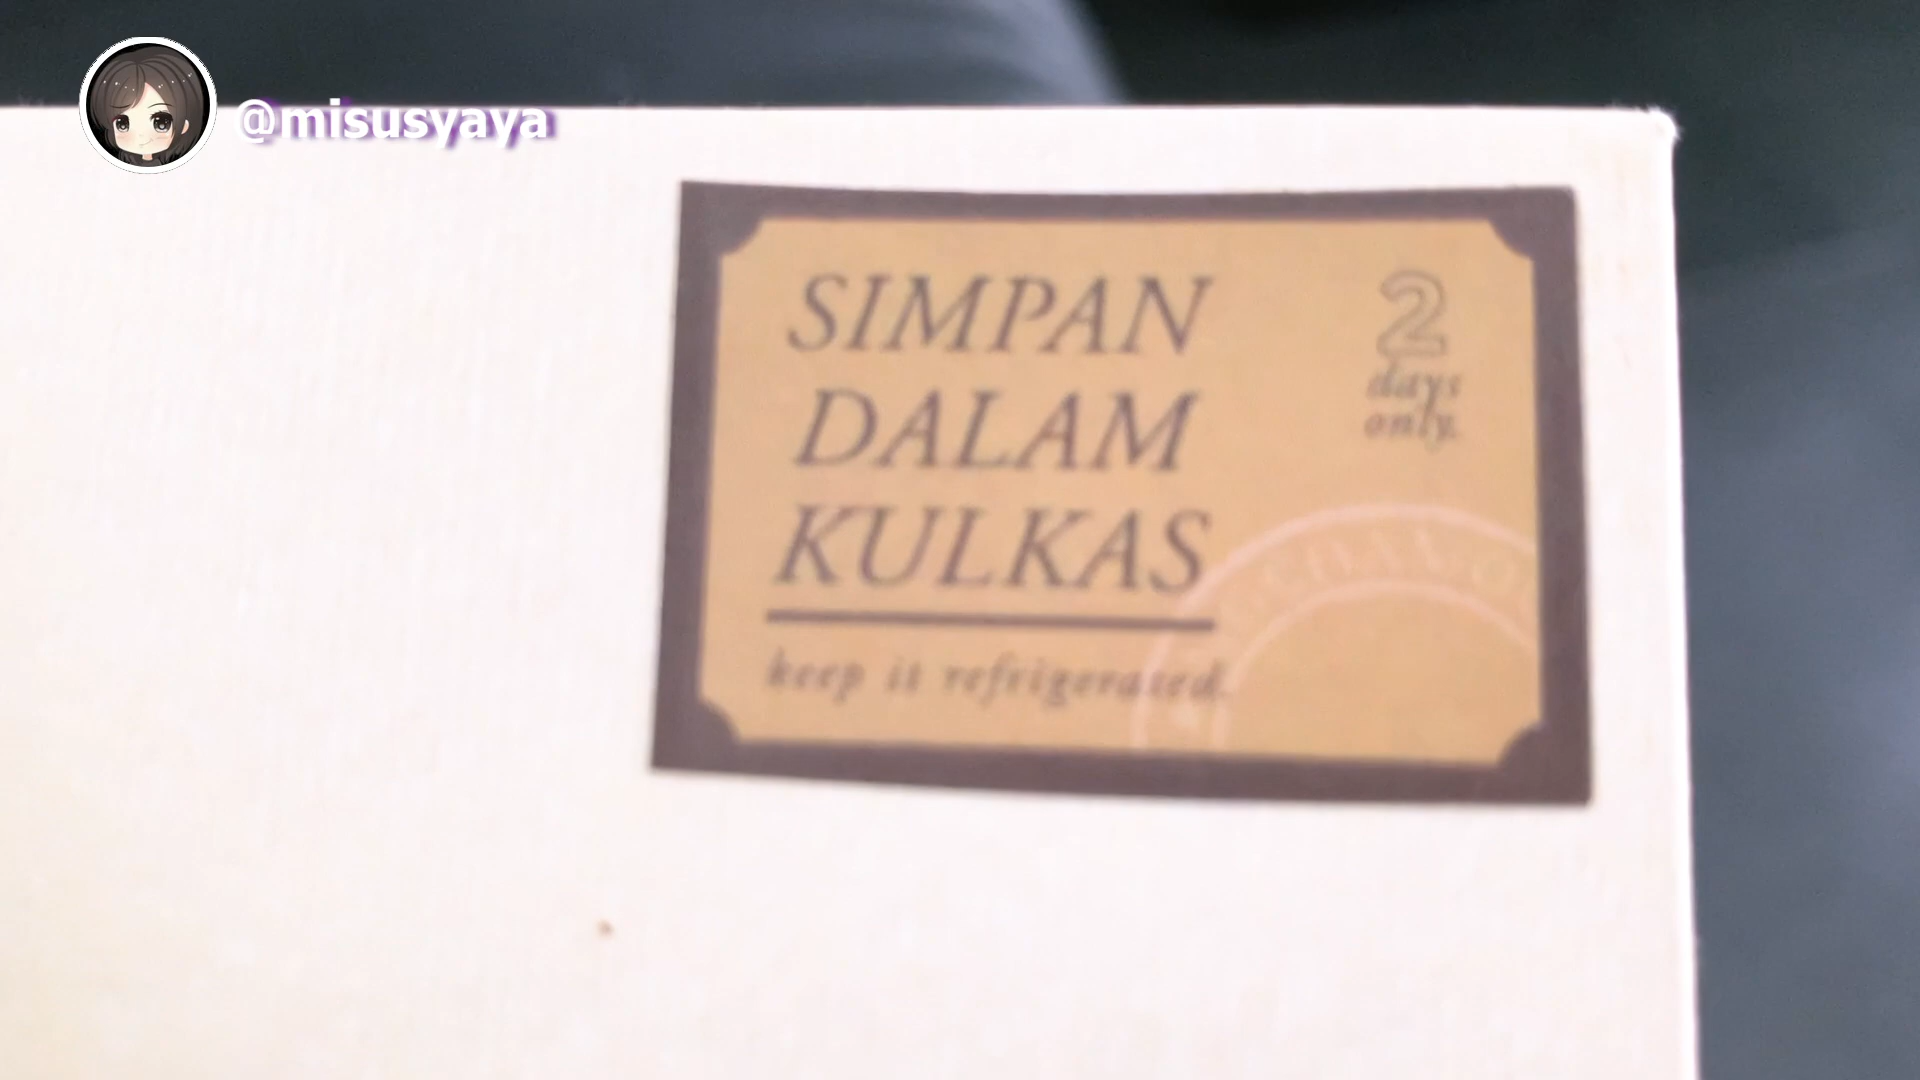 @misusyaya
SIMPAN
DALAM
KULKAS
keep it refrigerated.
2
days
only.